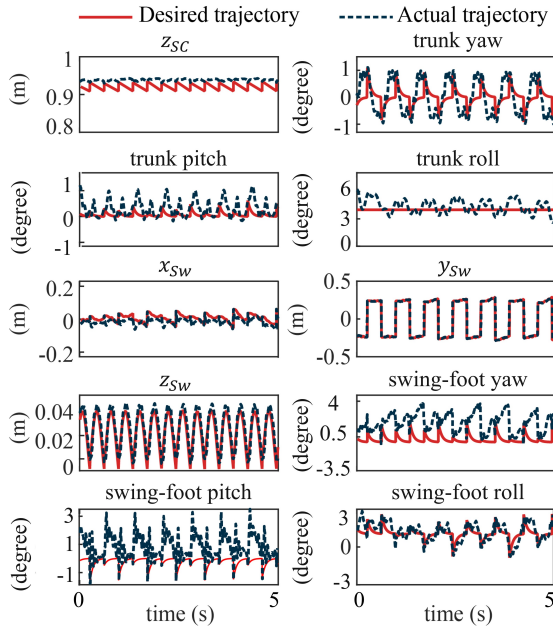 Desired trajectory Actual trajectory
z_SC trunk yaw
(m) 1 0.9 0.8
(degree) 1 0 -1
trunk pitch trunk roll
(degree) 1 0 -1
(degree) 6 3 0
x_Sw y_Sw
(m) 0.2 0 -0.2
(m) 0.5 0 -0.5
z_Sw swing-foot yaw
(m) 0.04 0.02 0
(degree) 4 0.5 -3.5
swing-foot pitch swing-foot roll
(degree) 3 1 -1
(degree) 3 1 -3
0 5 0 5
time (s) time (s)